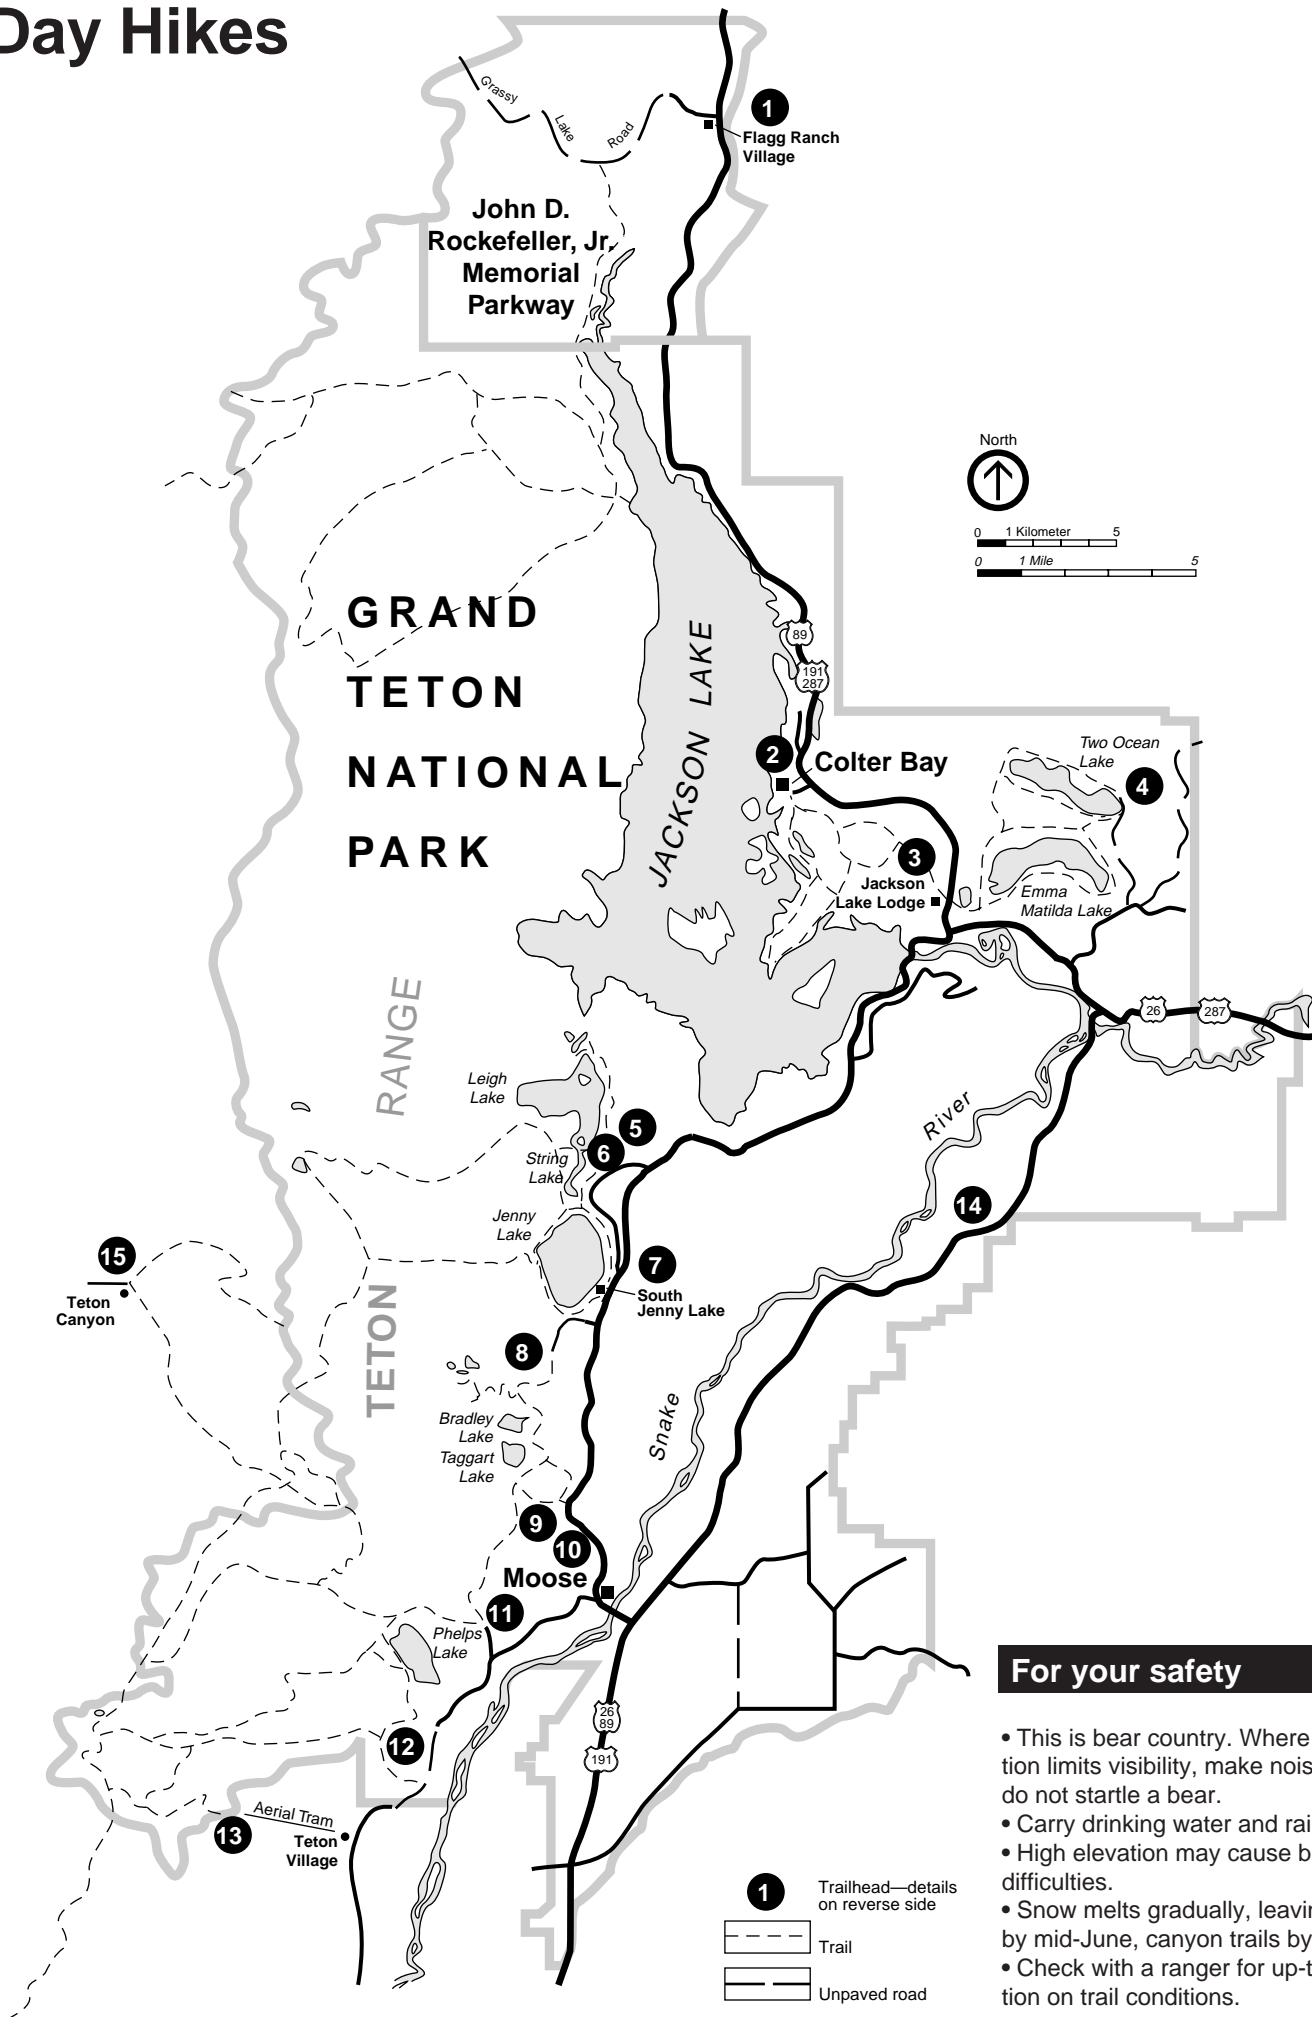 Day Hikes
Grassy
Lake
Road
1
Flagg Ranch
Village
John D.
Rockefeller, Jr.
Memorial
Parkway
North
0 1 Kilometer 5
0 1 Mile 5
GRAND
TETON
NATIONAL
PARK
JACKSON LAKE
89
191
287
2
Colter Bay
Two Ocean
Lake
4
3
Jackson
Lake Lodge
Emma
Matilda Lake
26
287
TETON RANGE
Leigh
Lake
5
6
String
Lake
Jenny
Lake
7
South
Jenny Lake
Snake River
14
15
Teton
Canyon
8
Bradley
Lake
Taggart
Lake
9
10
Moose
11
Phelps
Lake
12
26
89
191
13
Aerial Tram
Teton
Village
1
Trailhead—details
on reverse side
Trail
Unpaved road
For your safety
• This is bear country. Where
tion limits visibility, make nois
do not startle a bear.
• Carry drinking water and rai
• High elevation may cause b
difficulties.
• Snow melts gradually, leavin
by mid-June, canyon trails by
• Check with a ranger for up-t
tion on trail conditions.